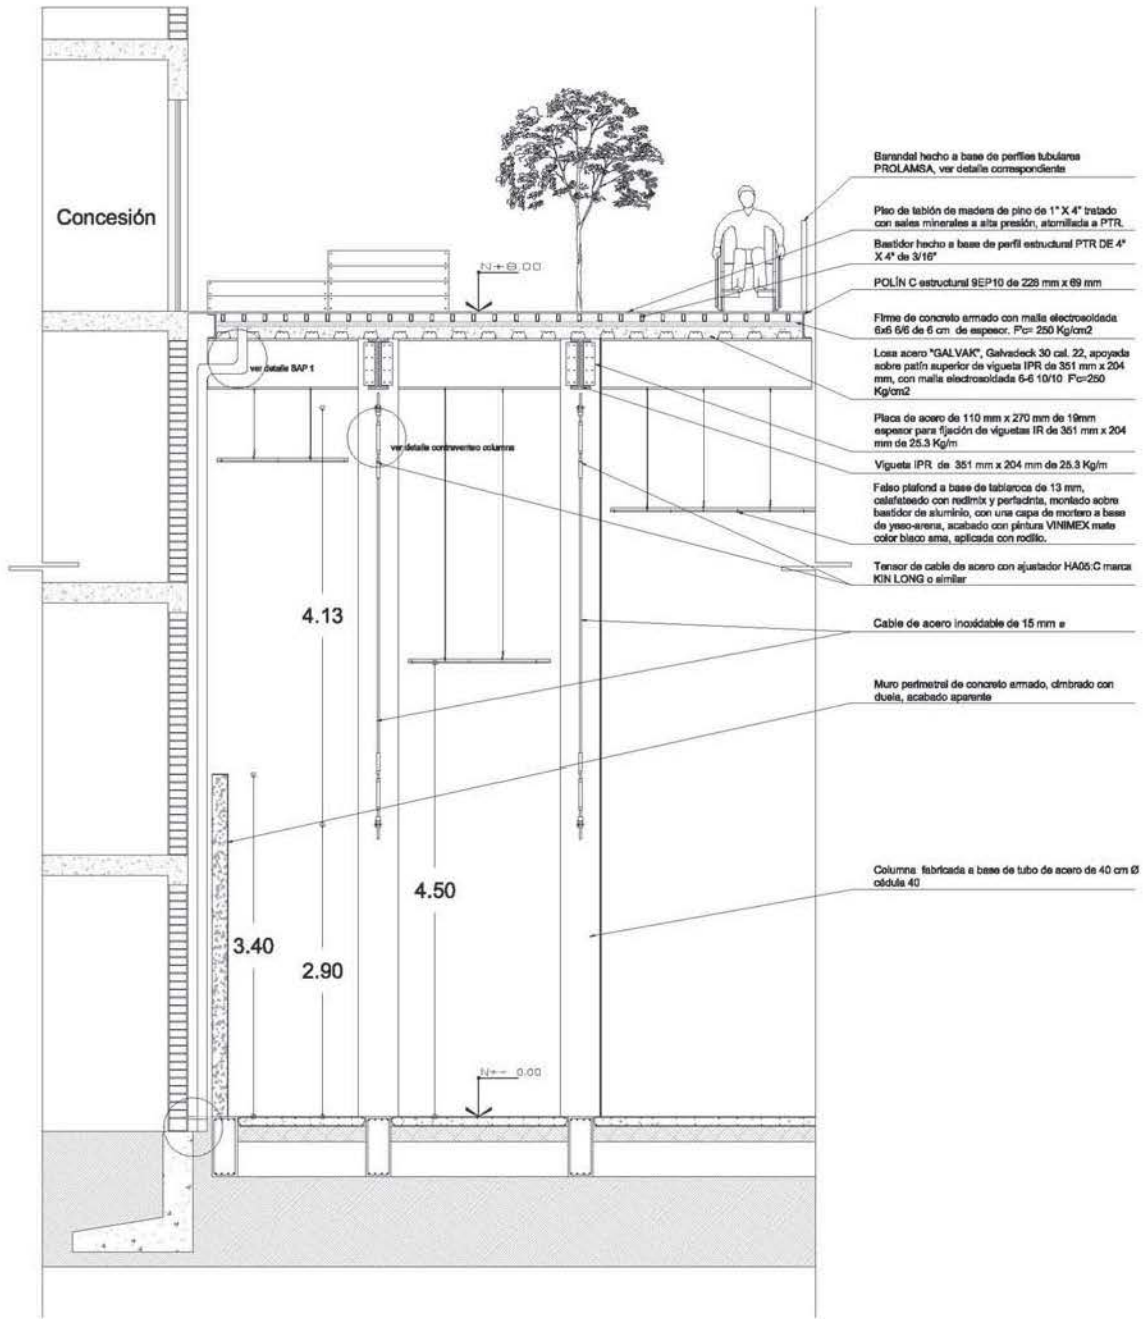 Concesión
N+8.00
ver detalle BAP 1
ver detalle contraventeo columna
4.13
4.50
3.40
2.90
N+- 0.00
Barandal hecho a base de perfiles tubulares
PROLAMSA, ver detalle correspondiente
Piso de tablón de madera de pino de 1" X 4" tratado
con sales minerales a alta presión, atornillada a PTR.
Bastidor hecho a base de perfil estructural PTR DE 4"
X 4" de 3/16"
POLÍN C estructural 9EP10 de 228 mm x 69 mm
Firme de concreto armado con malla electrosoldada
6x6 6/6 de 6 cm de espesor. F'c= 250 Kg/cm2
Losa acero "GALVAK", Galvadeck 30 cal. 22, apoyada
sobre patín superior de vigueta IPR de 351 mm x 204
mm, con malla electrosoldada 6-6 10/10 F'c=250
Kg/cm2
Placa de acero de 110 mm x 270 mm de 19mm
espesor para fijación de viguetas IR de 351 mm x 204
mm de 25.3 Kg/m
Vigueta IPR de 351 mm x 204 mm de 25.3 Kg/m
Falso plafond a base de tablaroca de 13 mm,
calafateado con redimix y perfacinta, montado sobre
bastidor de aluminio, con una capa de mortero a base
de yeso-arena, acabado con pintura VINIMEX mate
color blaco ama, aplicada con rodillo.
Tensor de cable de acero con ajustador HA05:C marca
KIN LONG o similar
Cable de acero inoxidable de 15 mm ø
Muro perimetral de concreto armado, cimbrado con
duela, acabado aparente
Columna fabricada a base de tubo de acero de 40 cm Ø
cédula 40